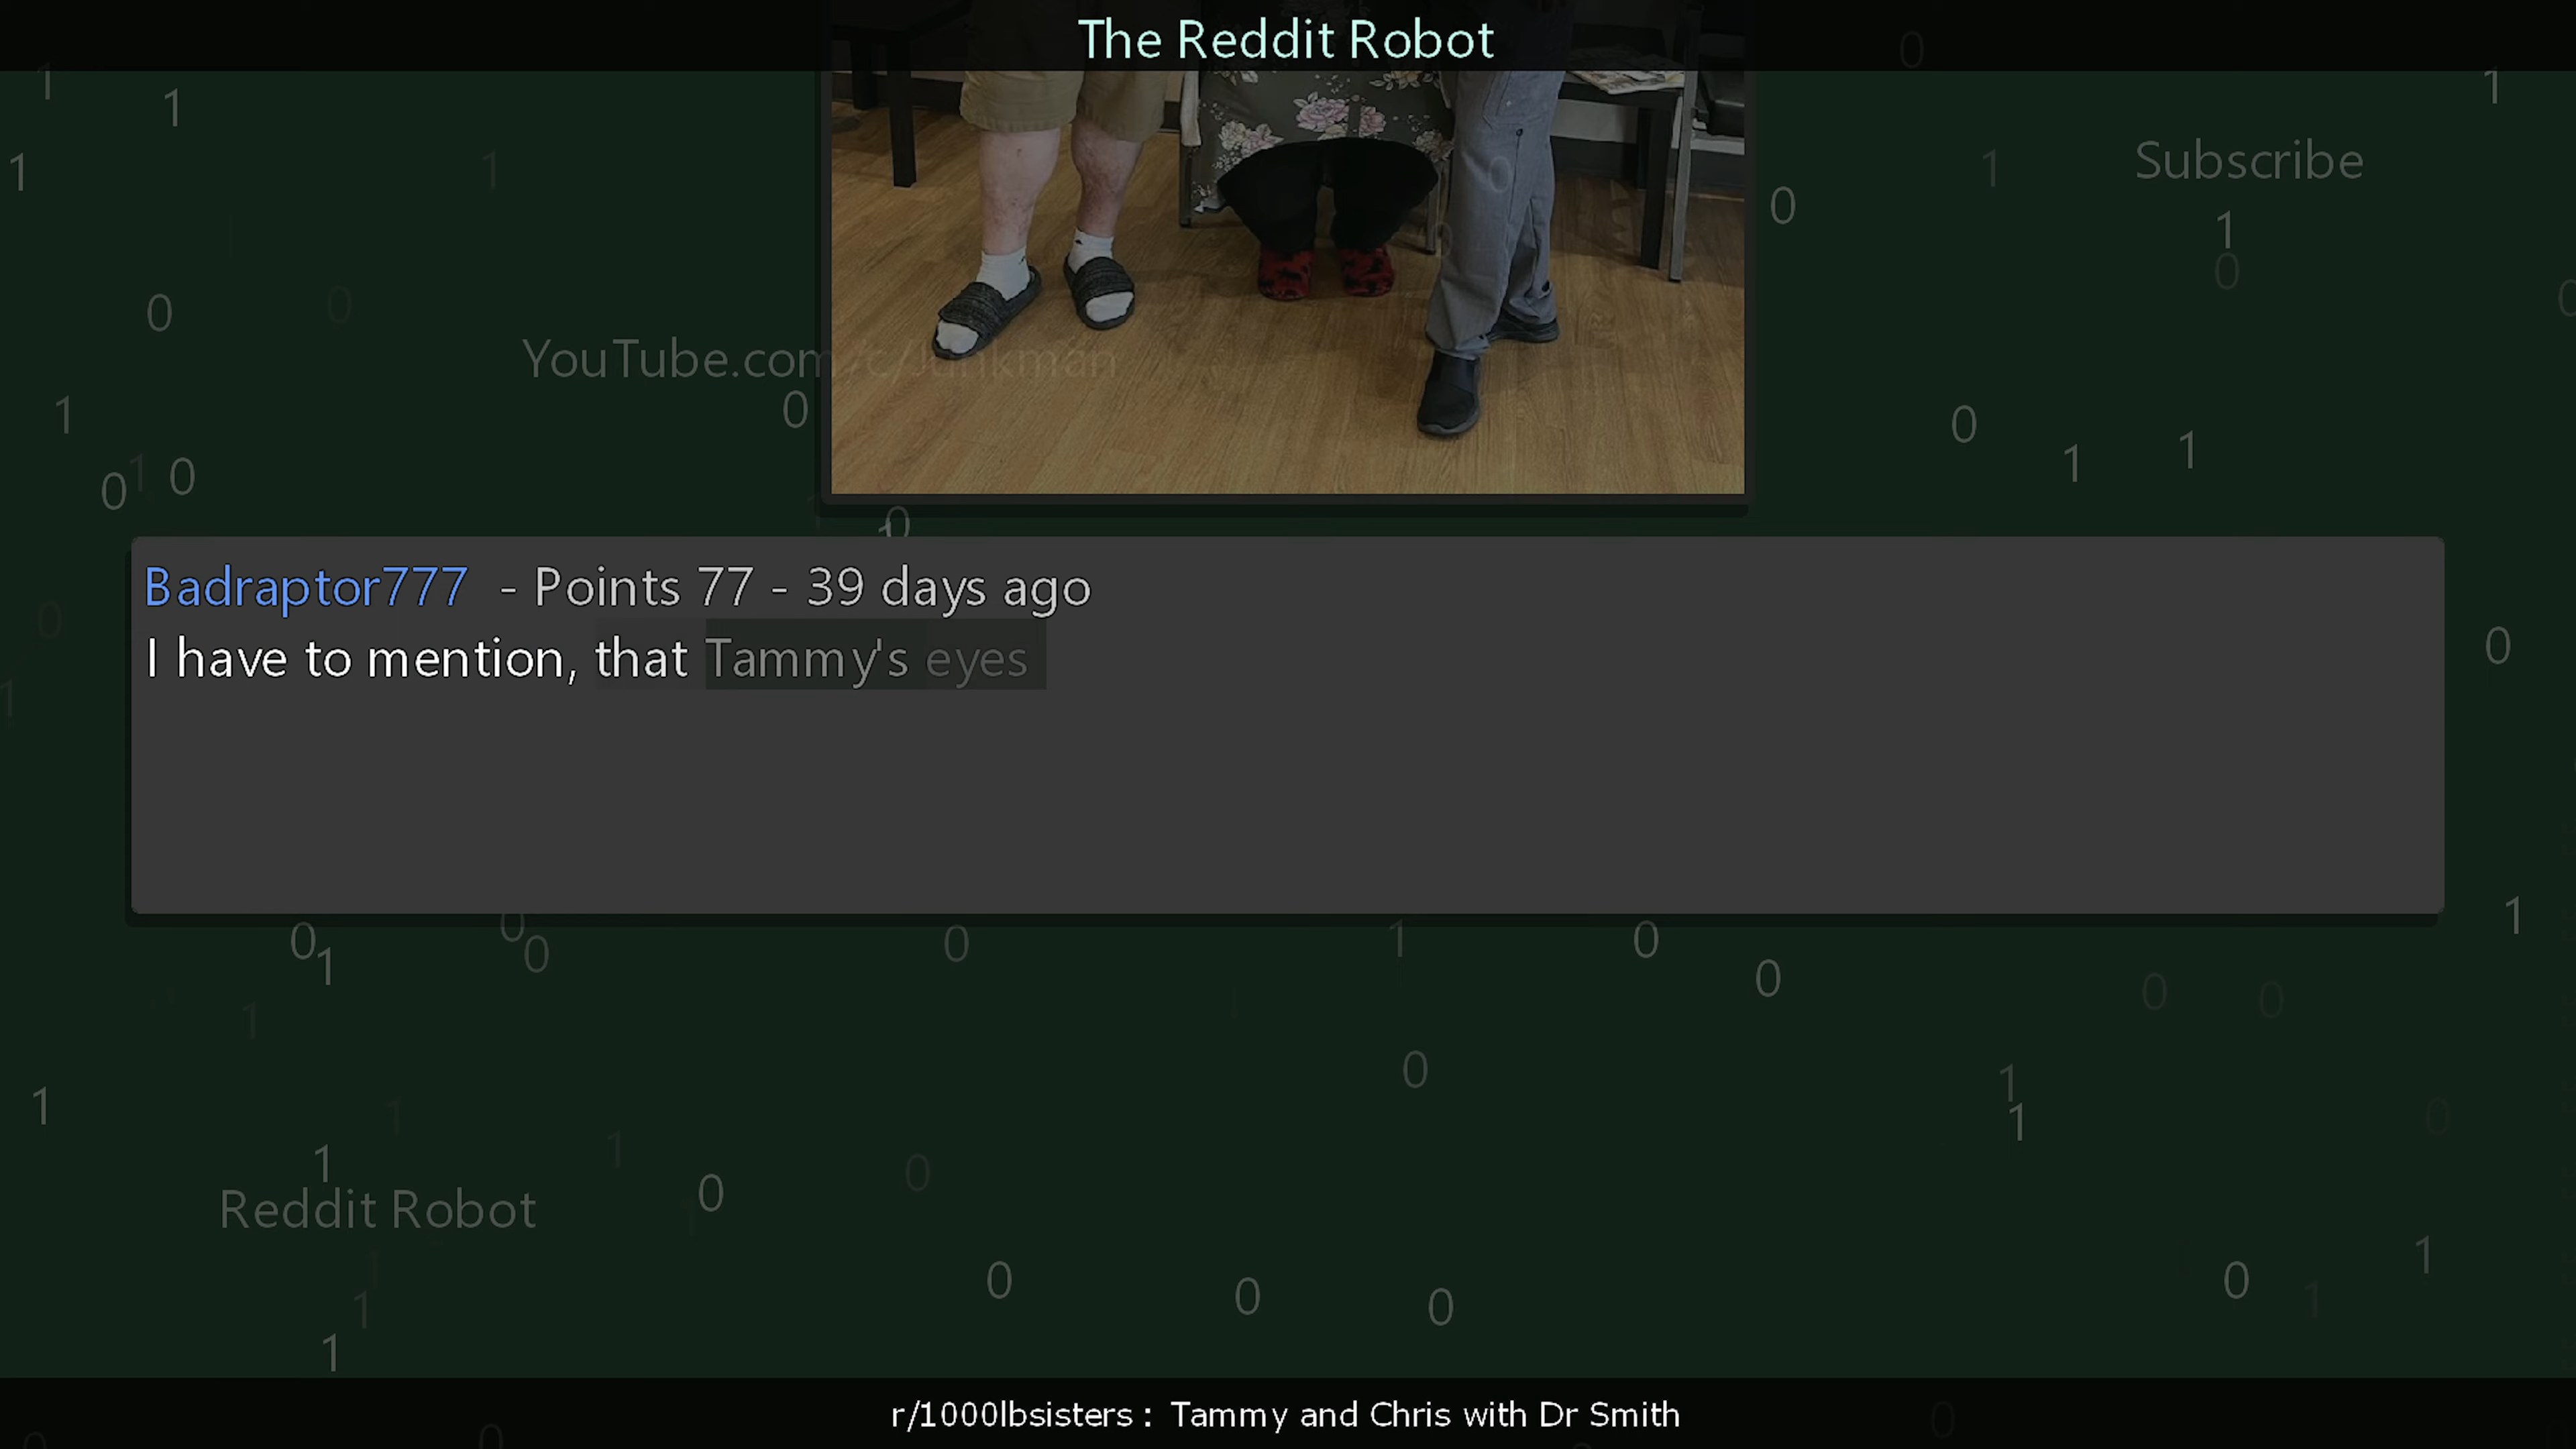 The Reddit Robot
Subscribe
YouTube.com/c/Junkman
Badraptor777 - Points 77 - 39 days ago
I have to mention, that Tammy's eyes
Reddit Robot
r/1000lbsisters : Tammy and Chris with Dr Smith